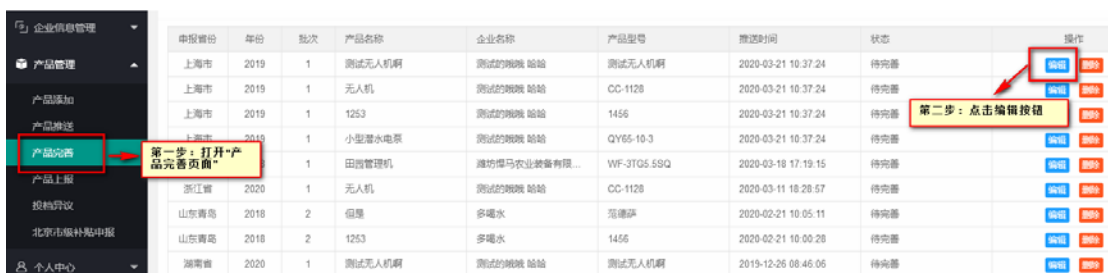 企业信息管理
产品管理
产品添加
产品推送
产品完善
产品上报
投档异议
北京市级补贴申报
个人中心
申报省份 年份 批次 产品名称 企业名称 产品型号 推送时间 状态 操作
上海市 2019 1 测试无人机啊 测试的哦哦 哈哈 测试无人机啊 2020-03-21 10:37:24 待完善 编辑 删除
上海市 2019 1 无人机 测试的哦哦 哈哈 CC-1128 2020-03-21 10:37:24 待完善 编辑 删除
上海市 2019 1 1253 测试的哦哦 哈哈 1456 2020-03-21 10:37:24 待完善
上海市 2019 1 小型潜水电泵 测试的哦哦 哈哈 QY65-10-3 2020-03-21 10:37:24 待完善 编辑 删除
1 田园管理机 潍坊悍马农业装备有限... WF-3TG5.5SQ 2020-03-18 17:19:15 待完善 编辑 删除
浙江省 2020 1 无人机 测试的哦哦 哈哈 CC-1128 2020-03-11 18:28:57 待完善 编辑 删除
山东青岛 2018 2 但是 多喝水 范德萨 2020-02-21 10:05:11 待完善 编辑 删除
山东青岛 2018 2 1253 多喝水 1456 2020-02-21 10:00:28 待完善 编辑 删除
湖南省 2020 1 测试无人机啊 测试的哦哦 哈哈 测试无人机啊 2019-12-26 08:46:06 待完善 编辑 删除
第一步：打开“产
品完善页面”
第二步：点击编辑按钮